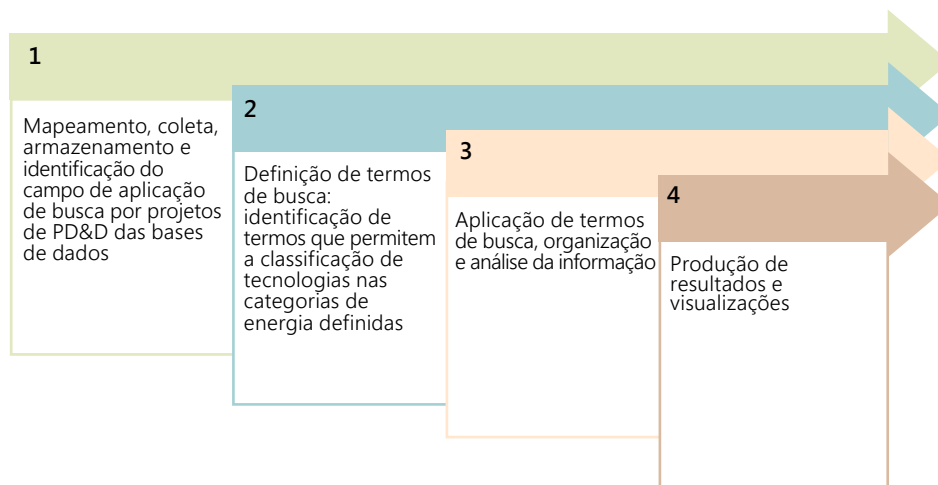 1
Mapeamento, coleta,
armazenamento e
identificação do
campo de aplicação
de busca por projetos
de PD&D das bases
de dados
2
Definição de termos
de busca:
identificação de
termos que permitem
a classificação de
tecnologias nas
categorias de
energia definidas
3
Aplicação de termos
de busca, organização
e análise da informação
4
Produção de
resultados e
visualizações